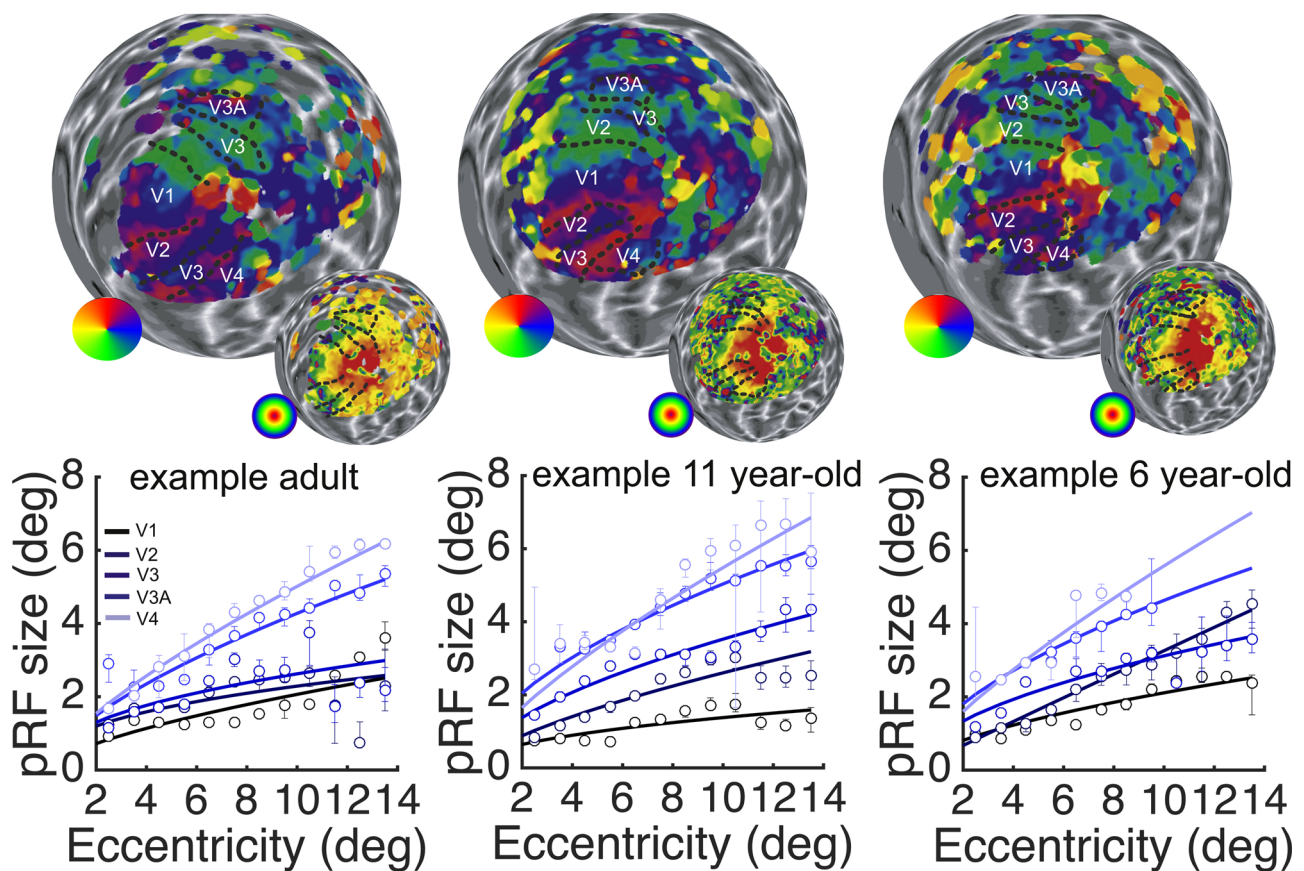 V3A
V3
V1
V2
V3
V4
V3A
V3
V2
V1
V2
V3
V4
V3A
V3
V2
V1
V2
V3
V4
example adult
example 11 year-old
example 6 year-old
pRF size (deg)
8
6
4
2
0
V1
V2
V3
V3A
V4
2 4 6 8 10 12 14
Eccentricity (deg)
pRF size (deg)
8
6
4
2
0
2 4 6 8 10 12 14
Eccentricity (deg)
pRF size (deg)
8
6
4
2
0
2 4 6 8 10 12 14
Eccentricity (deg)